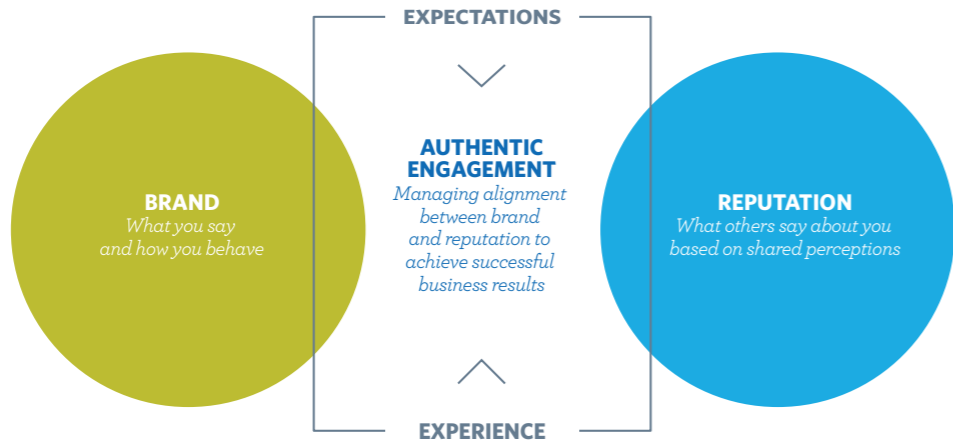 EXPECTATIONS
BRAND
What you say
and how you behave
AUTHENTIC
ENGAGEMENT
Managing alignment
between brand
and reputation to
achieve successful
business results
REPUTATION
What others say about you
based on shared perceptions
EXPERIENCE